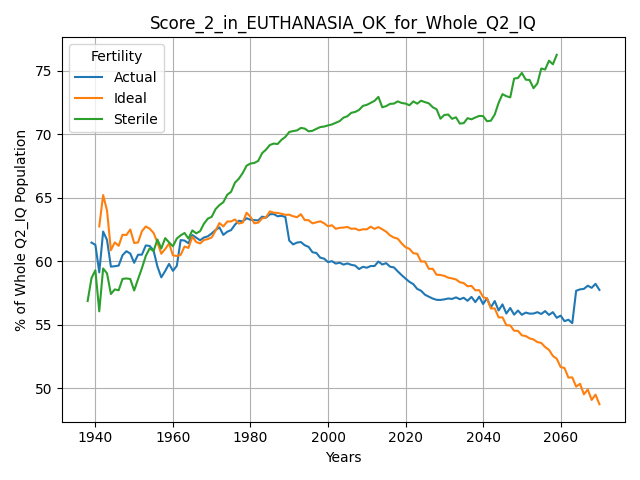 Score_2_in_EUTHANASIA_OK_for_Whole_Q2_IQ
Fertility
Actual
Ideal
Sterile
% of Whole Q2_IQ Population
75
70
65
60
55
50
1940
1960
1980
2000
2020
2040
2060
Years